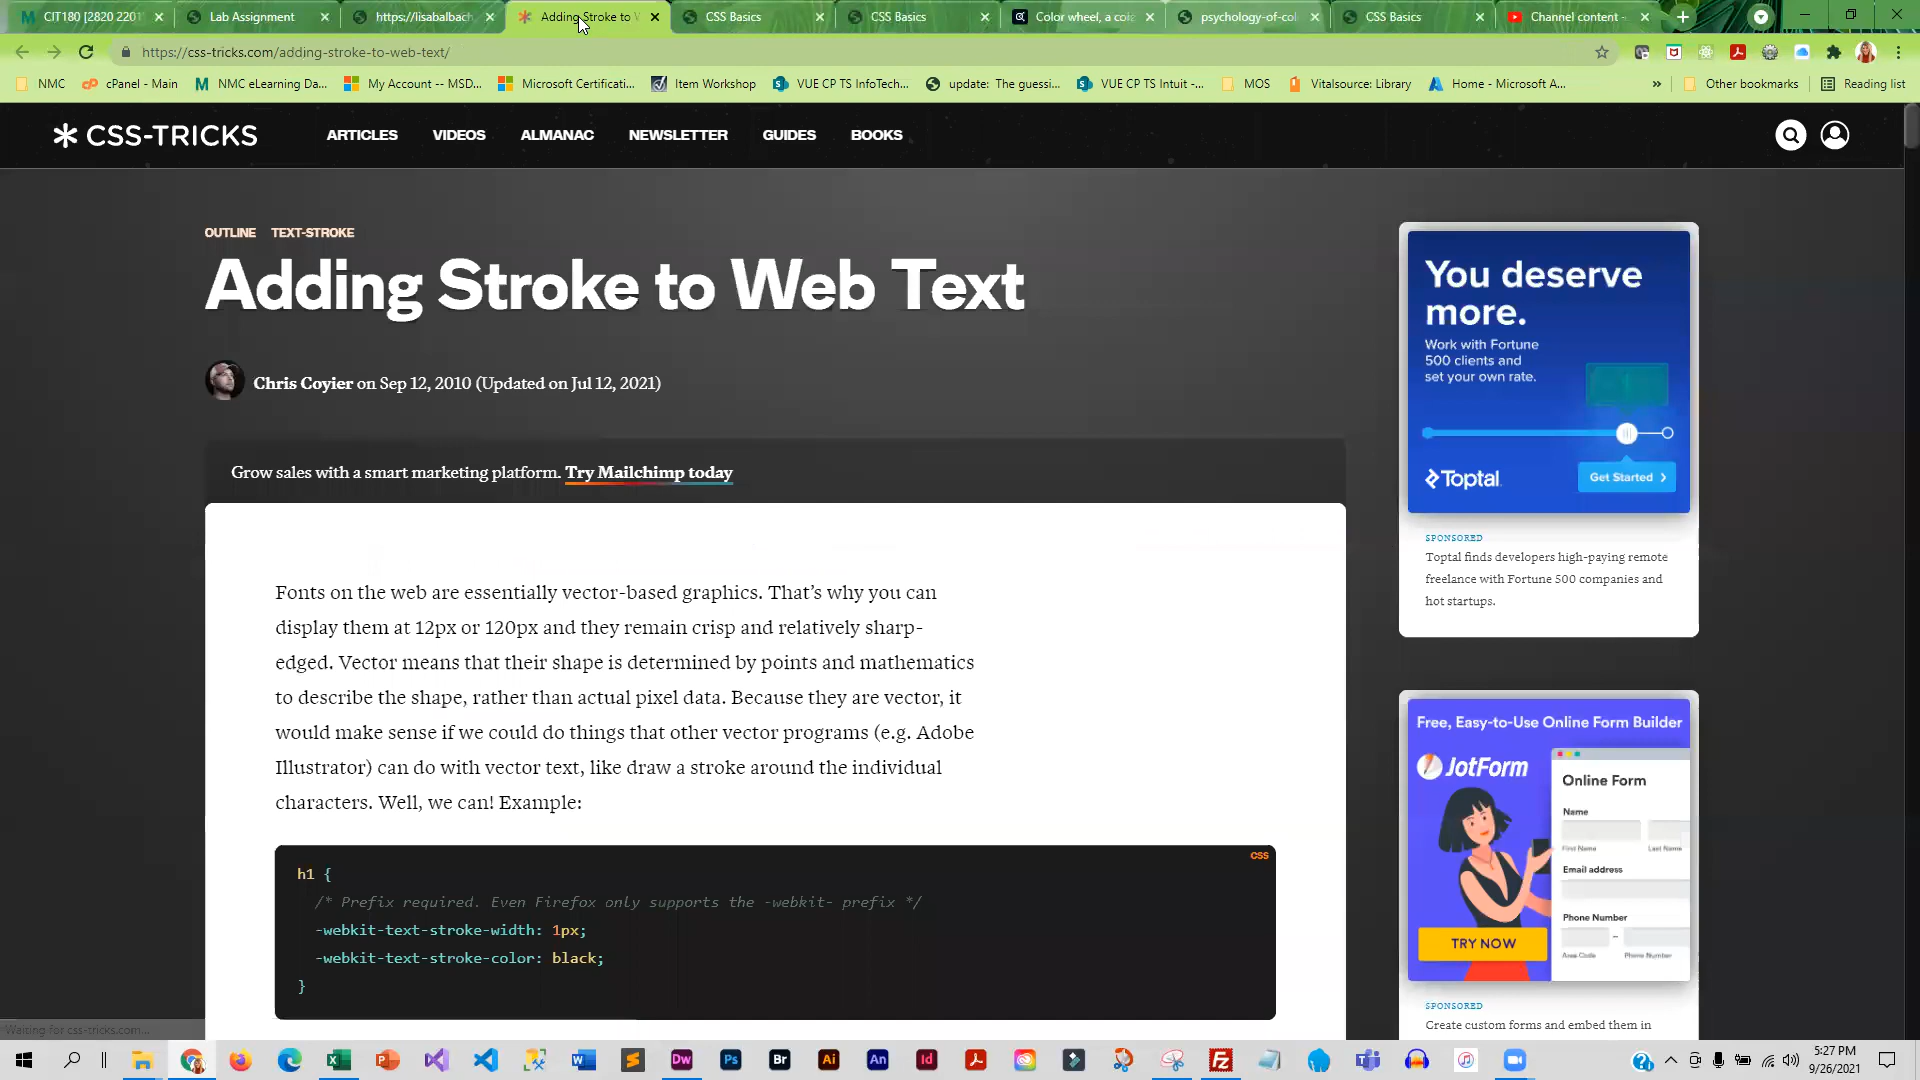 CIT180 [2820 2201
Lab Assignment
https://lisabalbach
Adding Stroke to
CSS Basics
CSS Basics
Color wheel, a
psychology-of-col
CSS Basics
Channel content -
https://css-tricks.com/adding-stroke-to-web-text/
NMC
cPanel - Main
NMC eLearning Da...
My Account -- MSD...
Microsoft Certificati...
Item Workshop
VUE CP TS InfoTech...
update: The guessi...
VUE CP TS Intuit -...
MOS
Vitalsource: Library
Home - Microsoft A...
»
Other bookmarks
Reading list
CSS-TRICKS
ARTICLES
VIDEOS
ALMANAC
NEWSLETTER
GUIDES
BOOKS
OUTLINE TEXT-STROKE
Adding Stroke to Web Text
Chris Coyier on Sep 12, 2010 (Updated on Jul 12, 2021)
Grow sales with a smart marketing platform. Try Mailchimp today
Fonts on the web are essentially vector-based graphics. That’s why you can
display them at 12px or 120px and they remain crisp and relatively sharp-
edged. Vector means that their shape is determined by points and mathematics
to describe the shape, rather than actual pixel data. Because they are vector, it
would make sense if we could do things that other vector programs (e.g. Adobe
Illustrator) can do with vector text, like draw a stroke around the individual
characters. Well, we can! Example:
CSS
h1 {
/* Prefix required. Even Firefox only supports the -webkit- prefix */
-webkit-text-stroke-width: 1px;
-webkit-text-stroke-color: black;
}
You deserve
more.
Work with Fortune
500 clients and
set your own rate.
Toptal
Get Started
SPONSORED
Toptal finds developers high-paying remote
freelance with Fortune 500 companies and
hot startups.
Free, Easy-to-Use Online Form Builder
JotForm
Online Form
Name
First Name
Last Name
Email address
Phone Number
Area Code
Phone Number
TRY NOW
SPONSORED
Create custom forms and embed them in
Waiting for css-tricks.com...
5:27 PM
9/26/2021